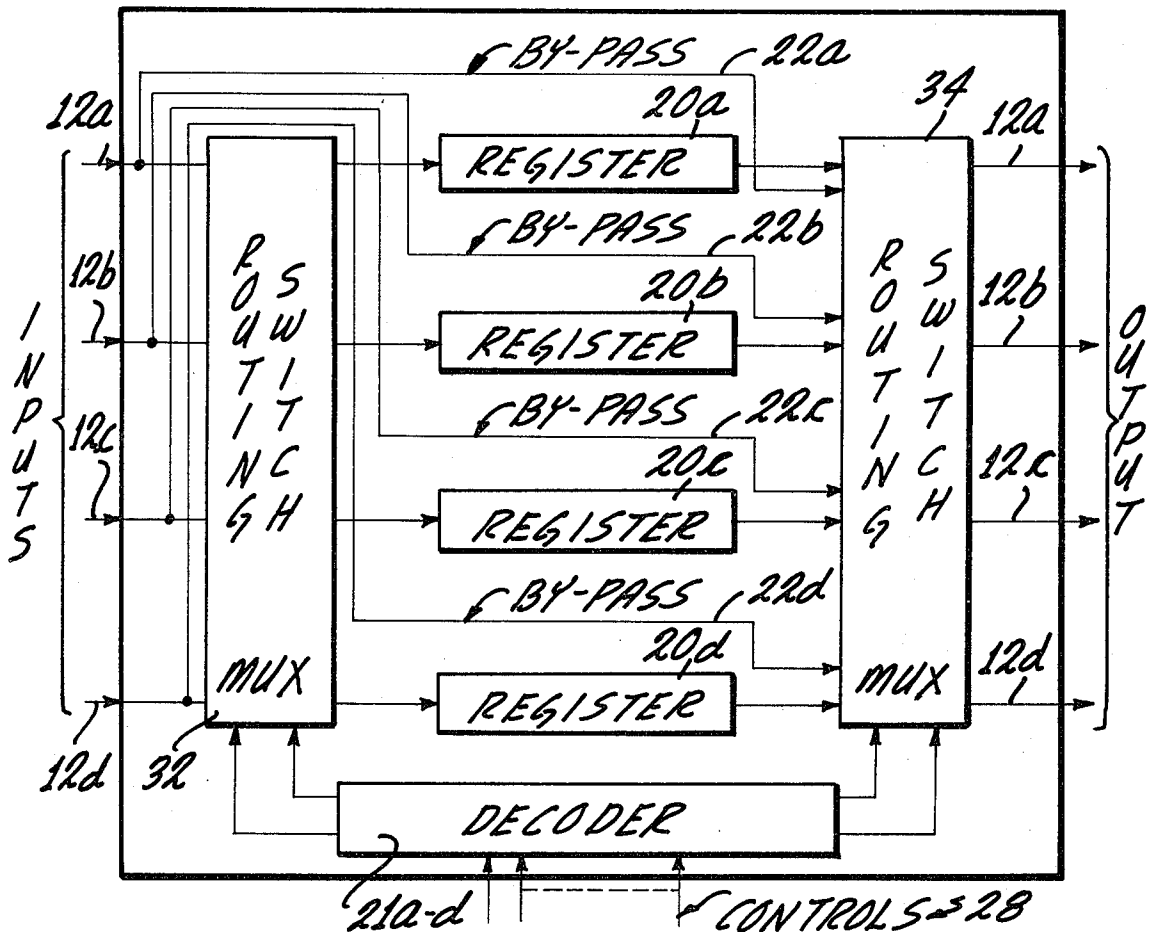 BY-PASS 22a
12a
20a
34
12a
REGISTER
BY-PASS 22b
12b
20b
12b
REGISTER
INPUTS
ROUTING SWITCH
ROUTING SWITCH
OUTPUT
BY-PASS 22c
12c
20c
12c
REGISTER
BY-PASS 22d
20d
12d
MUX
REGISTER
MUX
12d
32
DECODER
21a-d
CONTROLS 28